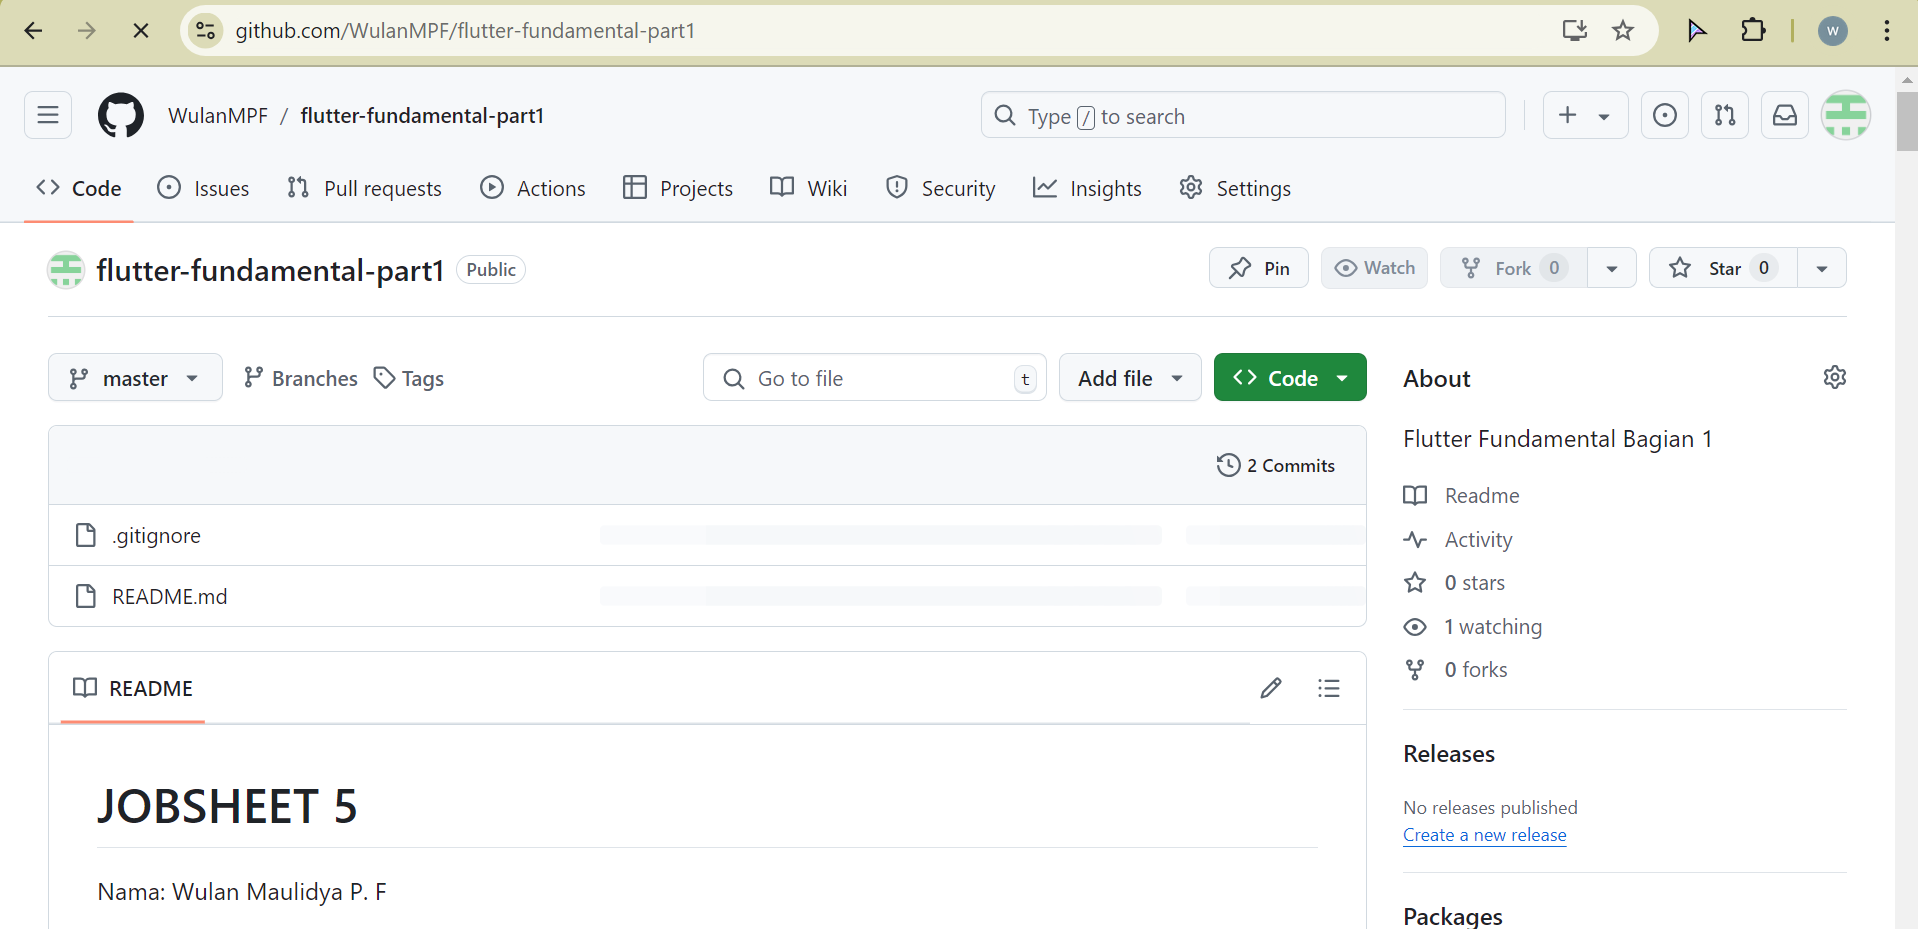 github.com/WulanMPF/flutter-fundamental-part1
W
WulanMPF / flutter-fundamental-part1
Type / to search
Code
Issues
Pull requests
Actions
Projects
Wiki
Security
Insights
Settings
flutter-fundamental-part1
Public
Pin
Watch
Fork 0
Star 0
master
Branches
Tags
Go to file
t
Add file
Code
2 Commits
.gitignore
README.md
README
JOBSHEET 5
Nama: Wulan Maulidya P. F
About
Flutter Fundamental Bagian 1
Readme
Activity
0 stars
1 watching
0 forks
Releases
No releases published
Create a new release
Packages